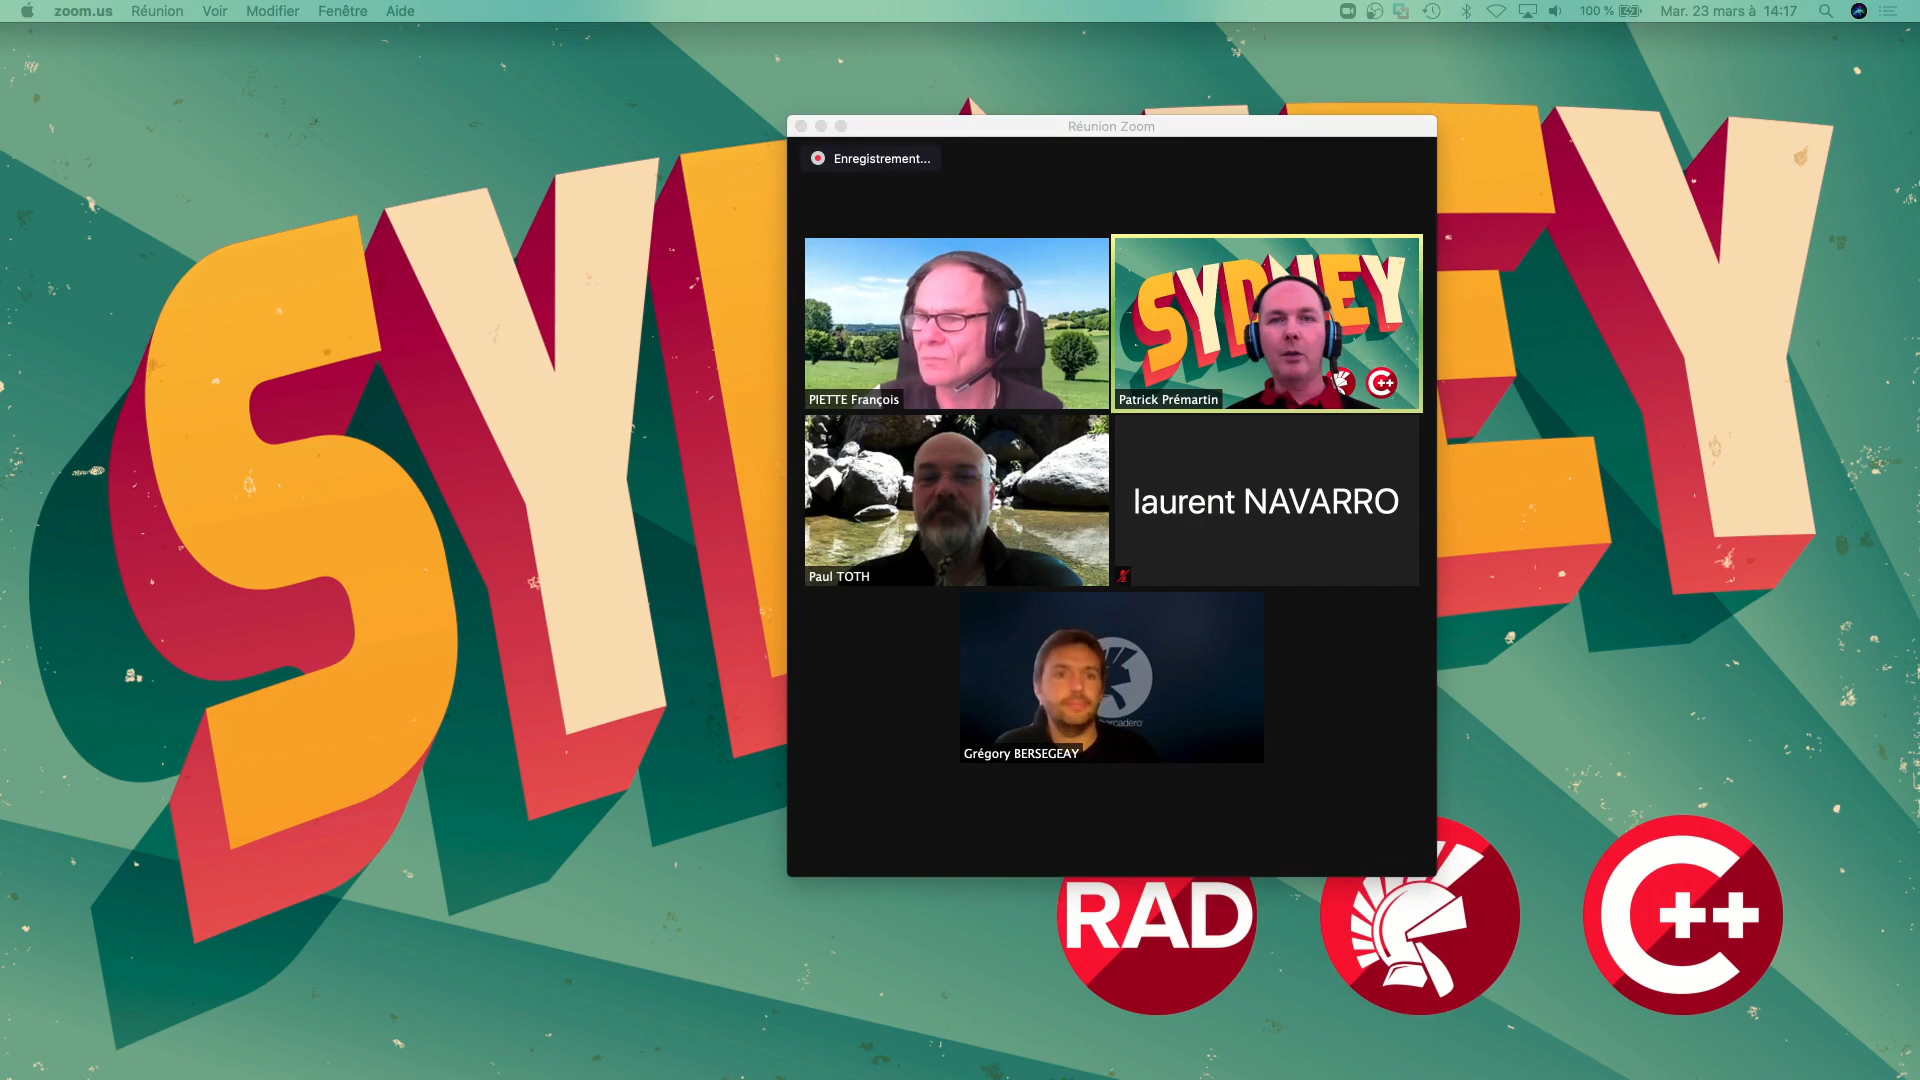 zoom.us Réunion Voir Modifier Fenêtre Aide
100 % Mar. 23 mars à 14:17
SYDNEY
Réunion Zoom
Enregistrement...
SYDNEY
C++
PIETTE François
Patrick Prémartin
Paul TOTH
laurent NAVARRO
Grégory BERSEGEAY
RAD
C++